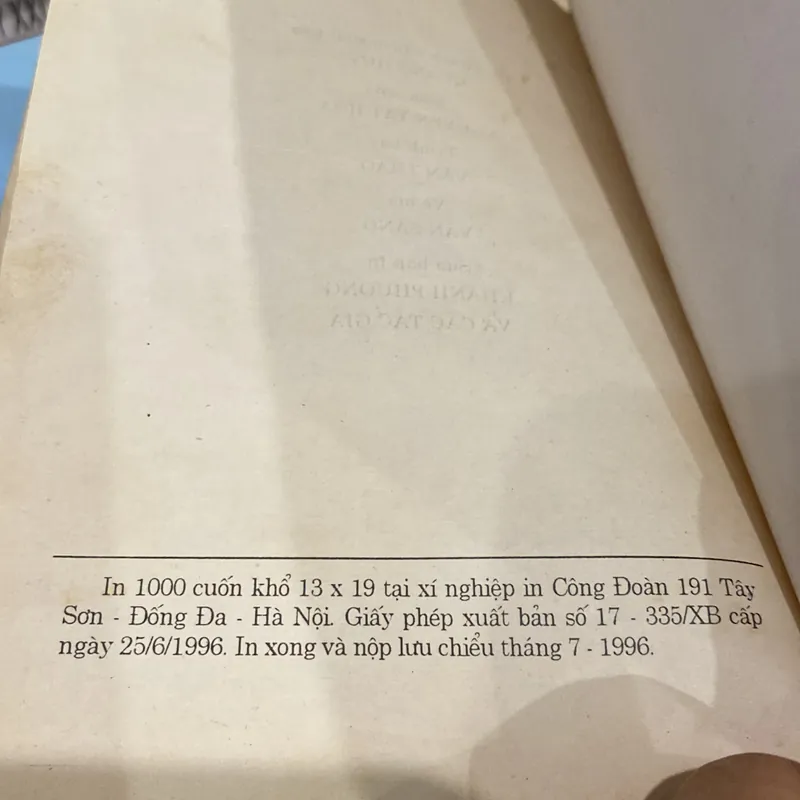 In 1000 cuốn khổ 13 x 19 tại xí nghiệp in Công Đoàn 191 Tây
Sơn - Đống Đa - Hà Nội. Giấy phép xuất bản số 17 - 335/XB cấp
ngày 25/6/1996. In xong và nộp lưu chiểu tháng 7 - 1996.